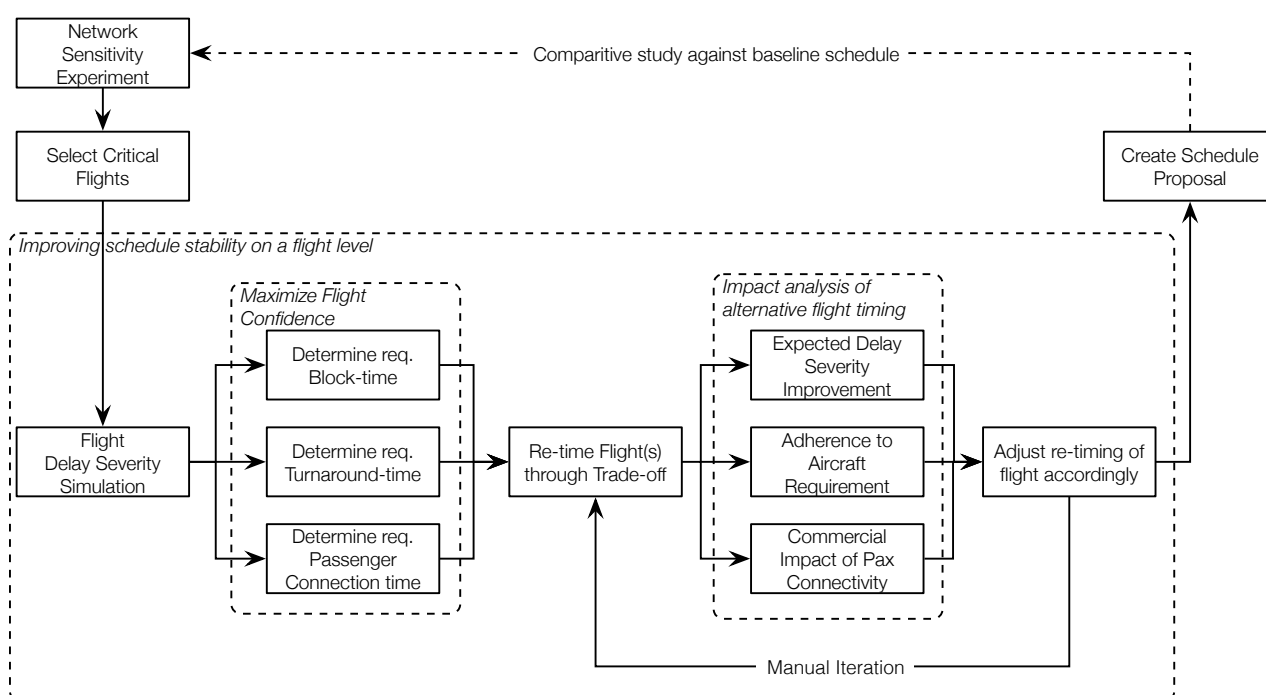 Network
Sensitivity
Experiment
Comparitive study against baseline schedule
Select Critical
Flights
Create Schedule
Proposal
Improving schedule stability on a flight level
Maximize Flight
Confidence
Impact analysis of
alternative flight timing
Determine req.
Block-time
Expected Delay
Severity
Improvement
Flight
Delay Severity
Simulation
Determine req.
Turnaround-time
Re-time Flight(s)
through Trade-off
Adherence to
Aircraft
Requirement
Adjust re-timing of
flight accordingly
Determine req.
Passenger
Connection time
Commercial
Impact of Pax
Connectivity
Manual Iteration